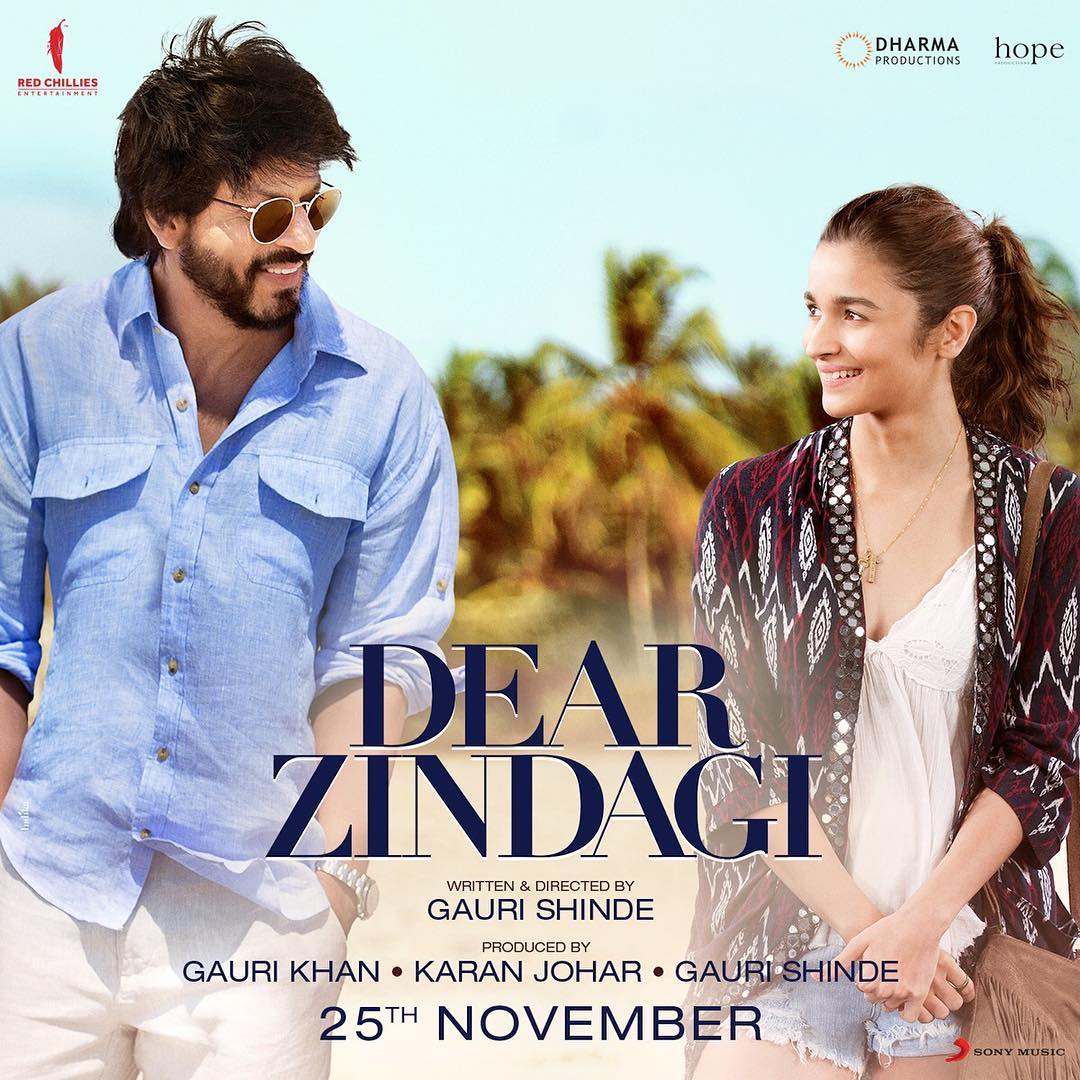 RED CHILLIES
ENTERTAINMENT
DHARMA
PRODUCTIONS
hope
PRODUCTIONS
DEAR
ZINDAGI
WRITTEN & DIRECTED BY
GAURI SHINDE
PRODUCED BY
GAURI KHAN • KARAN JOHAR • GAURI SHINDE
25TH NOVEMBER
SONY MUSIC